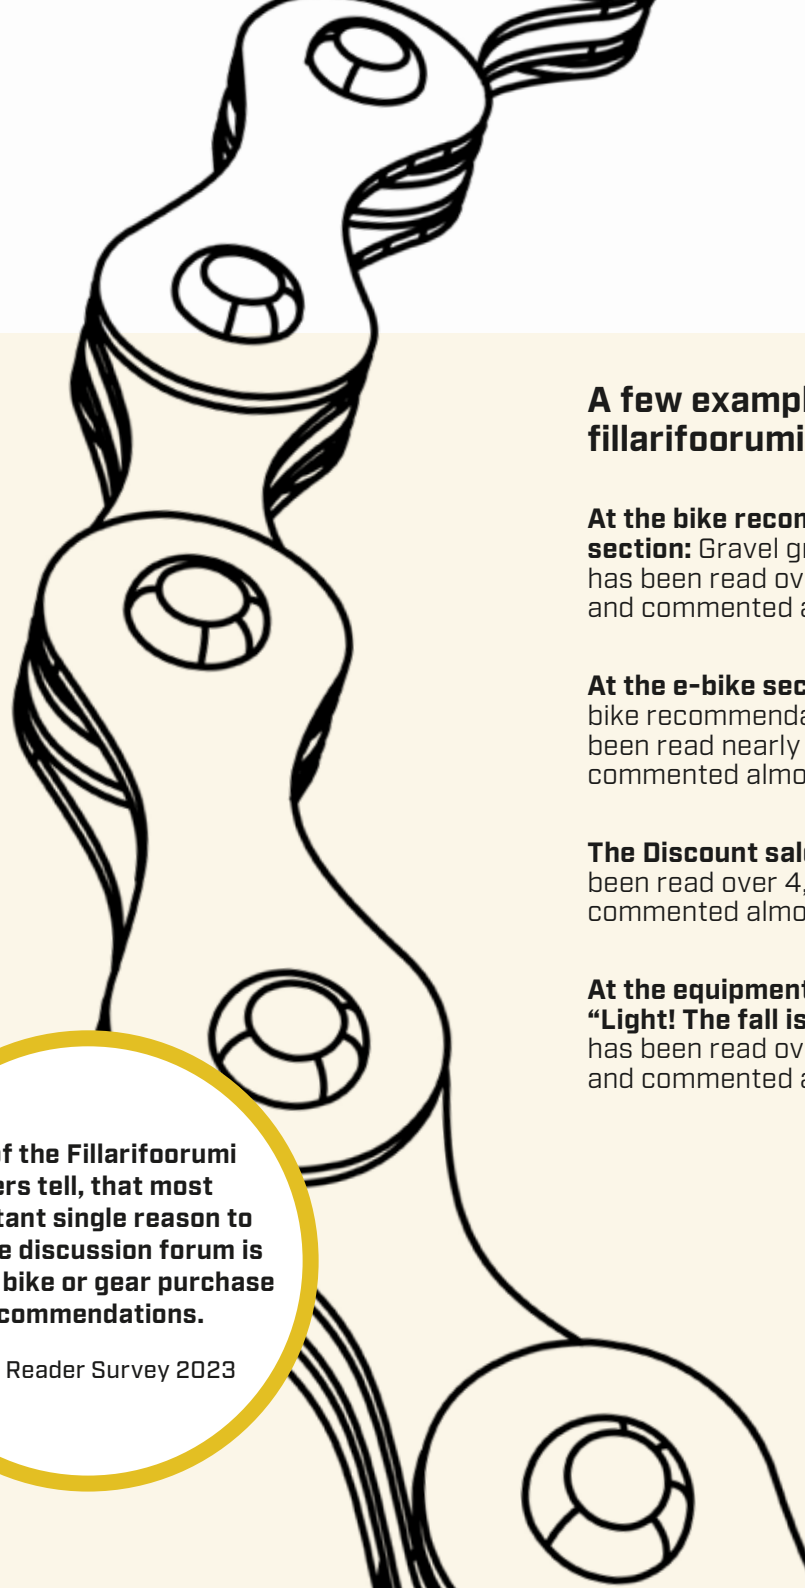 A few exampl
fillarifoorumi
At the bike recom
section: Gravel gr
has been read ov
and commented a
At the e-bike sec
bike recommenda
been read nearly
commented almo
The Discount sale
been read over 4,
commented almo
At the equipment
“Light! The fall is
has been read ov
and commented a
of the Fillarifoorumi
ers tell, that most
tant single reason to
e discussion forum is
bike or gear purchase
commendations.
Reader Survey 2023